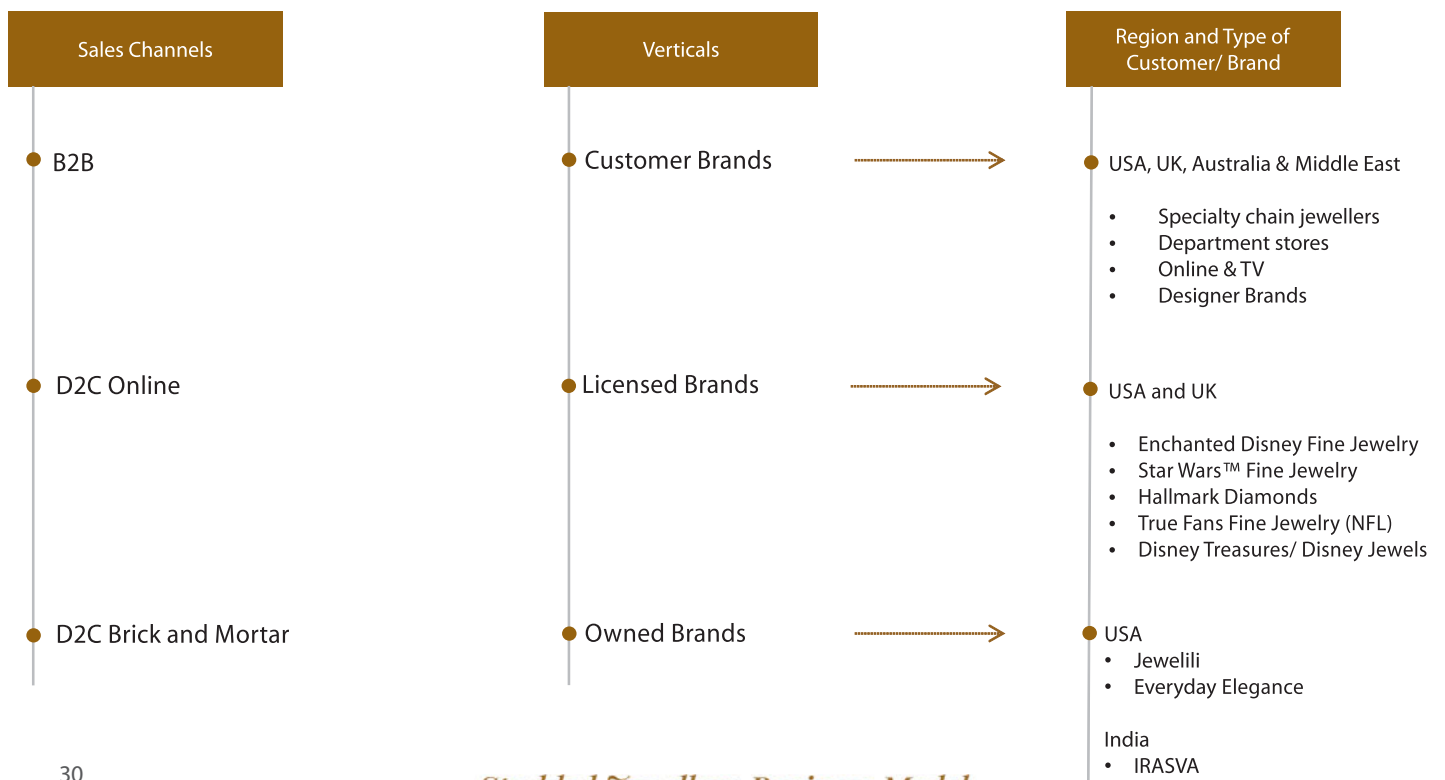 Sales Channels
Verticals
Region and Type of
Customer/ Brand
B2B
Customer Brands
USA, UK, Australia & Middle East
• Specialty chain jewellers
• Department stores
• Online & TV
• Designer Brands
D2C Online
Licensed Brands
USA and UK
• Enchanted Disney Fine Jewelry
• Star Wars™ Fine Jewelry
• Hallmark Diamonds
• True Fans Fine Jewelry (NFL)
• Disney Treasures/ Disney Jewels
D2C Brick and Mortar
Owned Brands
USA
• Jewelili
• Everyday Elegance
India
• IRASVA
30